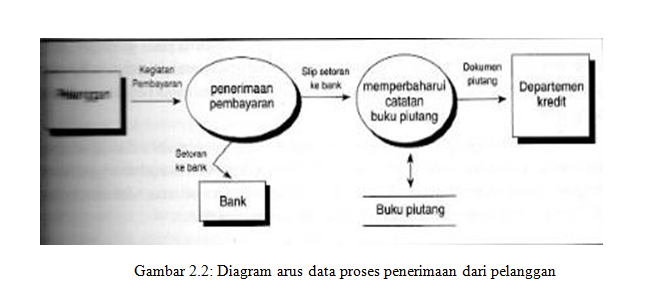 Pelanggan
Kegiatan
Pembayaran
penerimaan
pembayaran
Slip setoran
ke bank
memperbaharui
catatan
buku piutang
Dokumen
piutang
Departemen
kredit
Setoran
ke bank
Bank
Buku piutang
Gambar 2.2: Diagram arus data proses penerimaan dari pelanggan